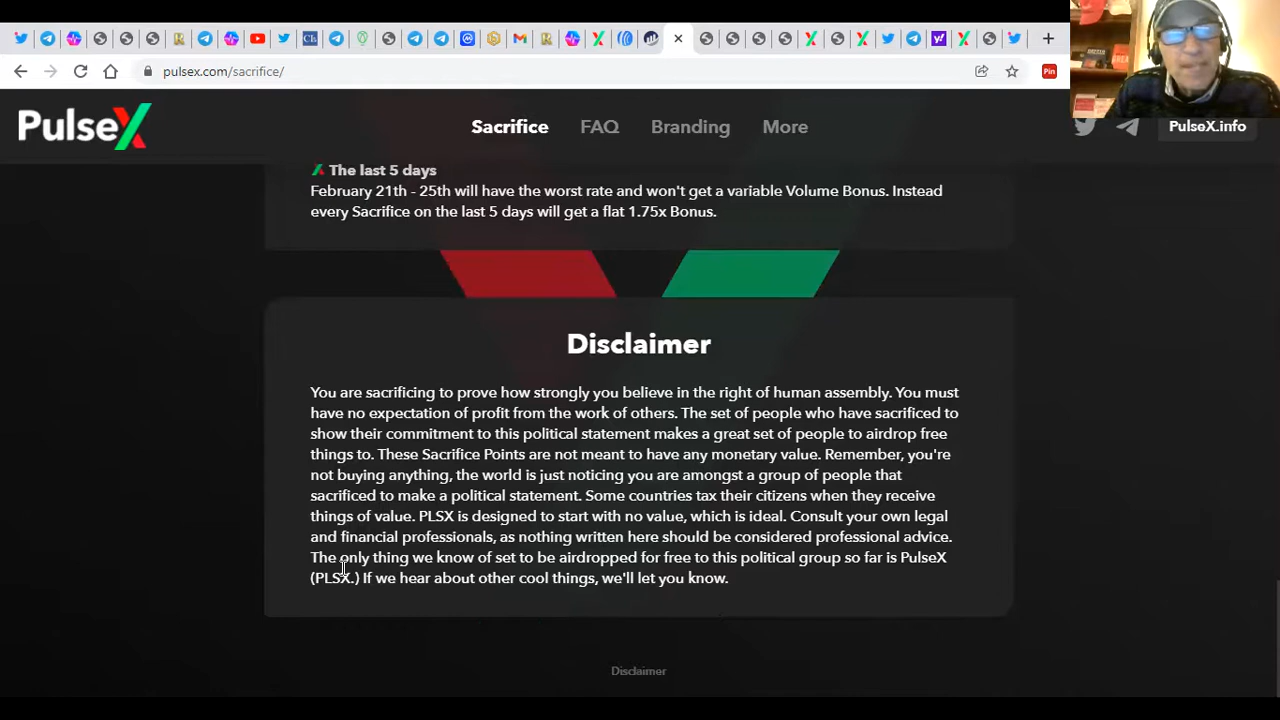 pulsex.com/sacrifice/
Pin
PulseX
Sacrifice
FAQ
Branding
More
PulseX.info
The last 5 days
February 21th - 25th will have the worst rate and won't get a variable Volume Bonus. Instead
every Sacrifice on the last 5 days will get a flat 1.75x Bonus.
Disclaimer
You are sacrificing to prove how strongly you believe in the right of human assembly. You must
have no expectation of profit from the work of others. The set of people who have sacrificed to
show their commitment to this political statement makes a great set of people to airdrop free
things to. These Sacrifice Points are not meant to have any monetary value. Remember, you're
not buying anything, the world is just noticing you are amongst a group of people that
sacrificed to make a political statement. Some countries tax their citizens when they receive
things of value. PLSX is designed to start with no value, which is ideal. Consult your own legal
and financial professionals, as nothing written here should be considered professional advice.
The only thing we know of set to be airdropped for free to this political group so far is PulseX
(PLSX.) If we hear about other cool things, we'll let you know.
Disclaimer